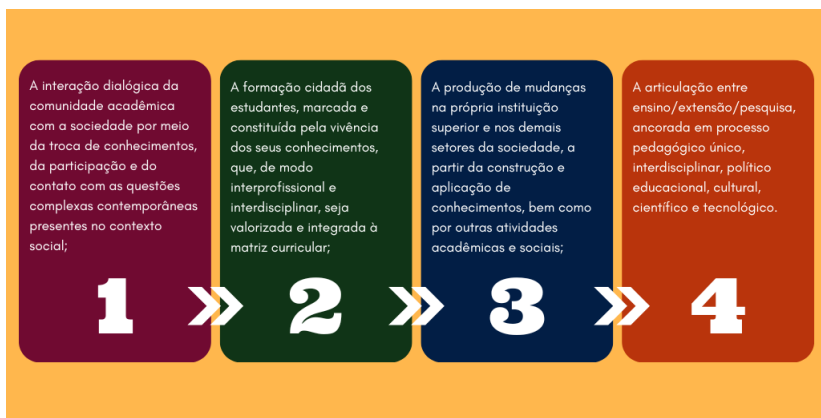 A interação dialógica da
comunidade acadêmica
com a sociedade por meio
da troca de conhecimentos,
da participação e do
contato com as questões
complexas contemporâneas
presentes no contexto
social;
1
A formação cidadã dos
estudantes, marcada e
constituída pela vivência
dos seus conhecimentos,
que, de modo
interprofissional e
interdisciplinar, seja
valorizada e integrada à
matriz curricular;
2
A produção de mudanças
na própria instituição
superior e nos demais
setores da sociedade, a
partir da construção e
aplicação de
conhecimentos, bem como
por outras atividades
acadêmicas e sociais;
3
A articulação entre
ensino/extensão/pesquisa,
ancorada em processo
pedagógico único,
interdisciplinar, político
educacional, cultural,
científico e tecnológico.
4